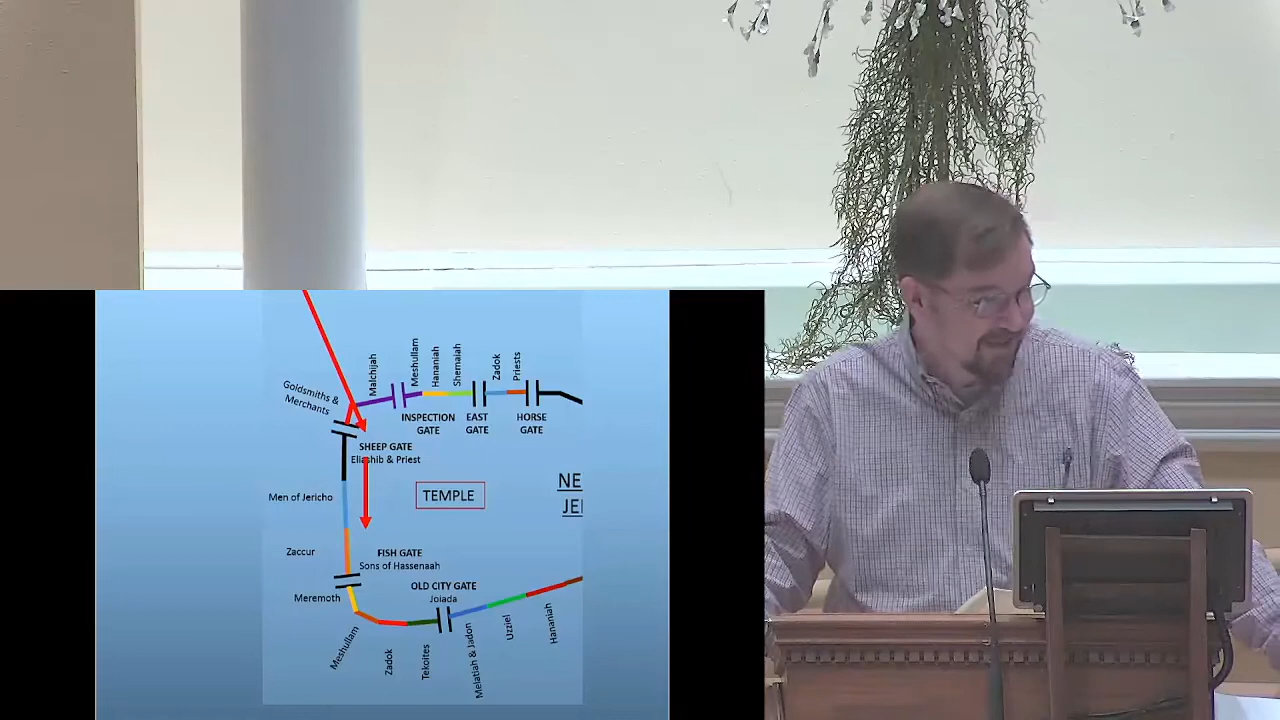 Goldsmiths &
Merchants
Malchijah
Meshullam
Hananiah
Shemaiah
Zadok
Priests
INSPECTION
GATE
EAST
GATE
HORSE
GATE
SHEEP GATE
Eliashib & Priest
Men of Jericho
TEMPLE
NE
JE
Zaccur
FISH GATE
Sons of Hassenaah
Meremoth
OLD CITY GATE
Joiada
Meshullam
Zadok
Tekoites
Melatiah & Jadon
Uzziel
Hananiah